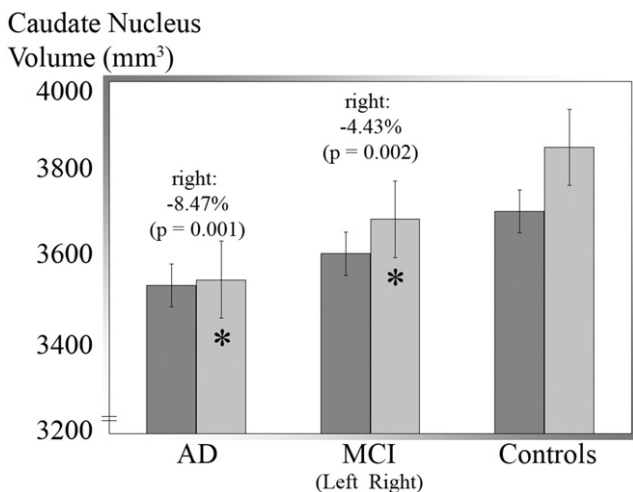 Caudate Nucleus
Volume (mm³)
4000
3800
3600
3400
3200
right:
-8.47%
(p = 0.001)
right:
-4.43%
(p = 0.002)
*
*
AD
MCI
Controls
(Left Right)